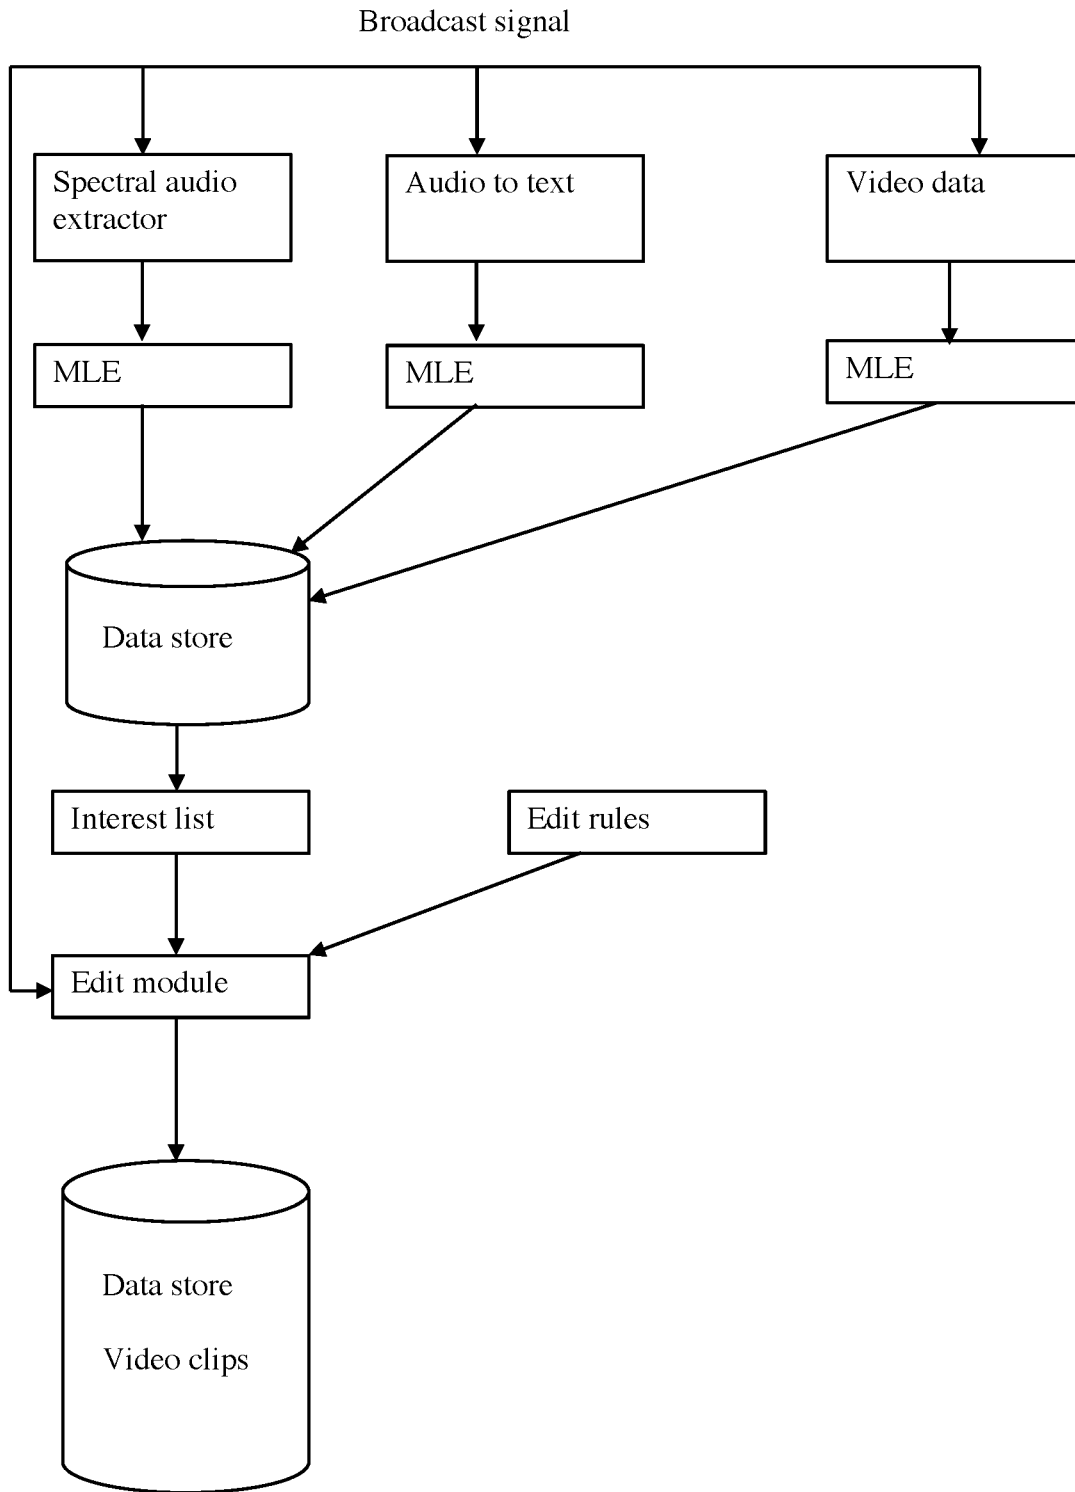 Broadcast signal
Spectral audio
extractor
Audio to text
Video data
MLE
MLE
MLE
Data store
Interest list
Edit rules
Edit module
Data store
Video clips